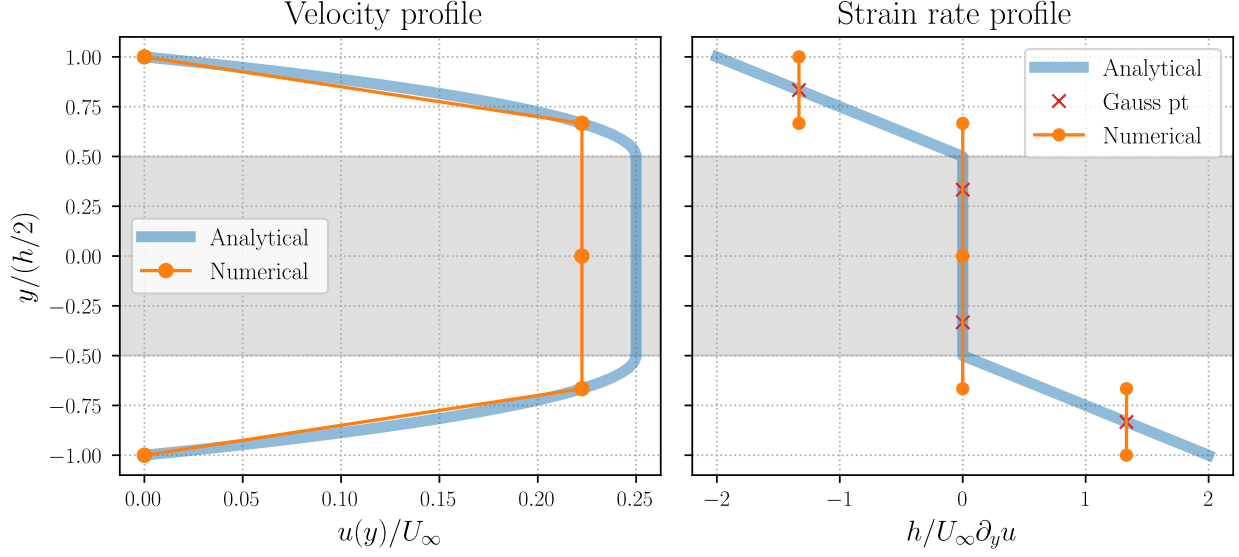 Velocity profile
Strain rate profile
1.00
0.75
0.50
0.25
0.00
−0.25
−0.50
−0.75
−1.00
y/(h/2)
Analytical
Numerical
0.00 0.05 0.10 0.15 0.20 0.25
u(y)/U∞
Analytical
Gauss pt
Numerical
−2 −1 0 1 2
h/U∞∂yu